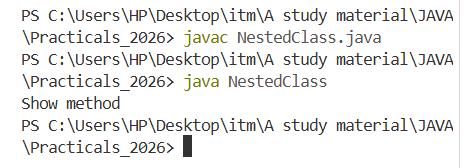 PS C:\Users\HP\Desktop\itm\A study material\JAVA
\Practicals_2026> javac NestedClass.java
PS C:\Users\HP\Desktop\itm\A study material\JAVA
\Practicals_2026> java NestedClass
Show method
PS C:\Users\HP\Desktop\itm\A study material\JAVA
\Practicals_2026>